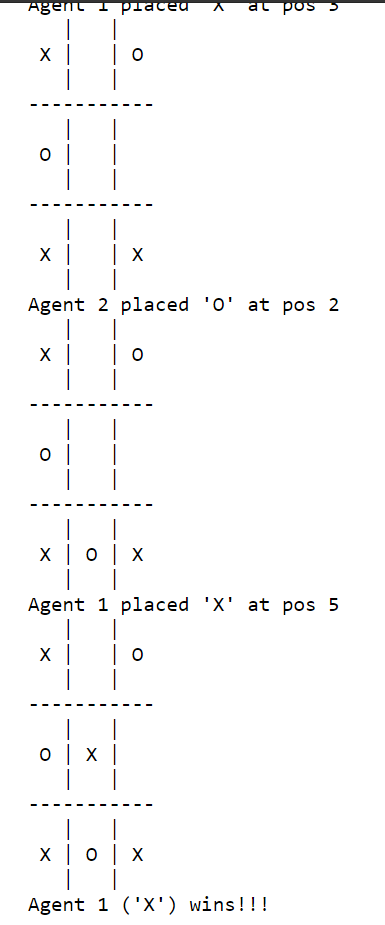 Agent 1 placed 'X' at pos 3
 | |
X | | O
 | |
-----------
 | |
O | |
 | |
-----------
 | |
X | | X
 | |
Agent 2 placed 'O' at pos 2
 | |
X | | O
 | |
-----------
 | |
O | |
 | |
-----------
 | |
X | O | X
 | |
Agent 1 placed 'X' at pos 5
 | |
X | | O
 | |
-----------
 | |
O | X |
 | |
-----------
 | |
X | O | X
 | |
Agent 1 ('X') wins!!!